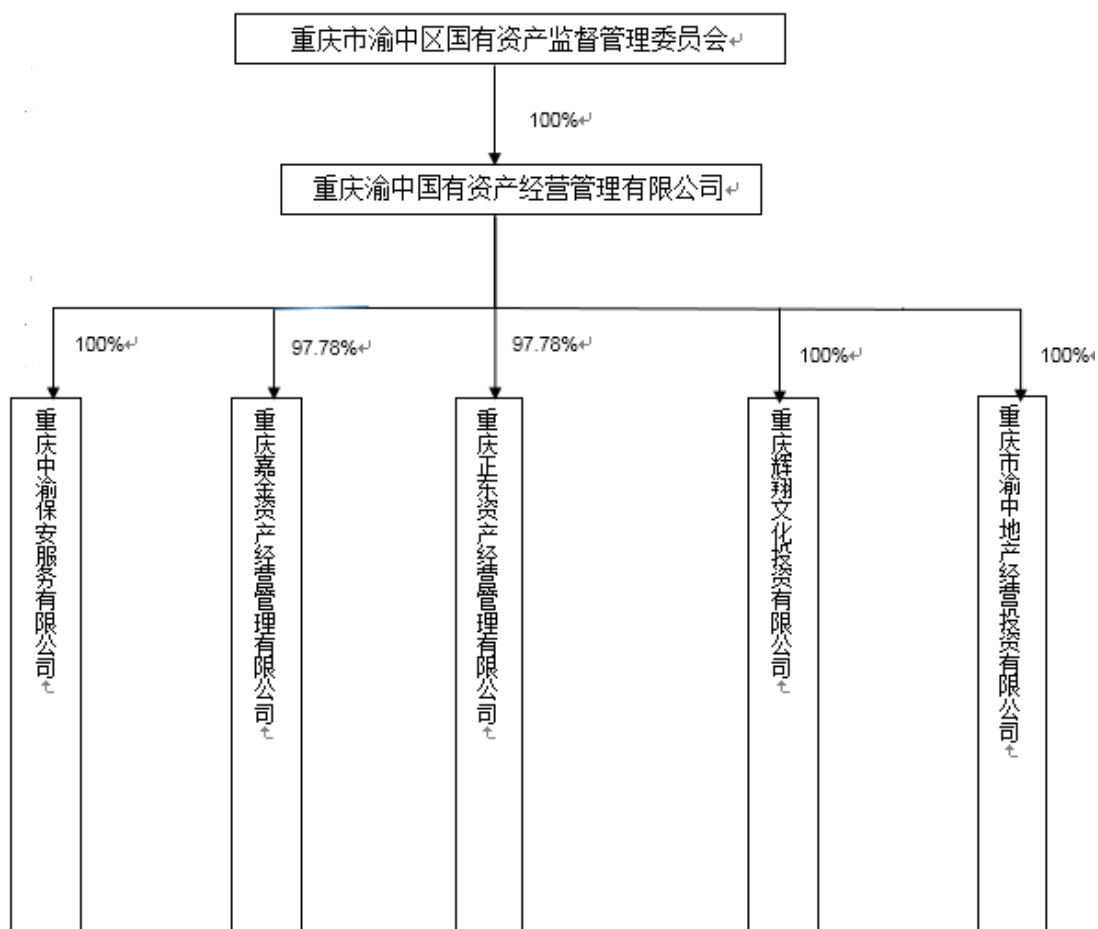 重庆市渝中区国有资产监督管理委员会
100%
重庆渝中国有资产经营管理有限公司
100%
97.78%
97.78%
100%
100%
重庆中渝保安服务有限公司
重庆嘉金资产经营管理有限公司
重庆正东资产经营管理有限公司
重庆辉翔文化投资有限公司
重庆市渝中地产经营投资有限公司